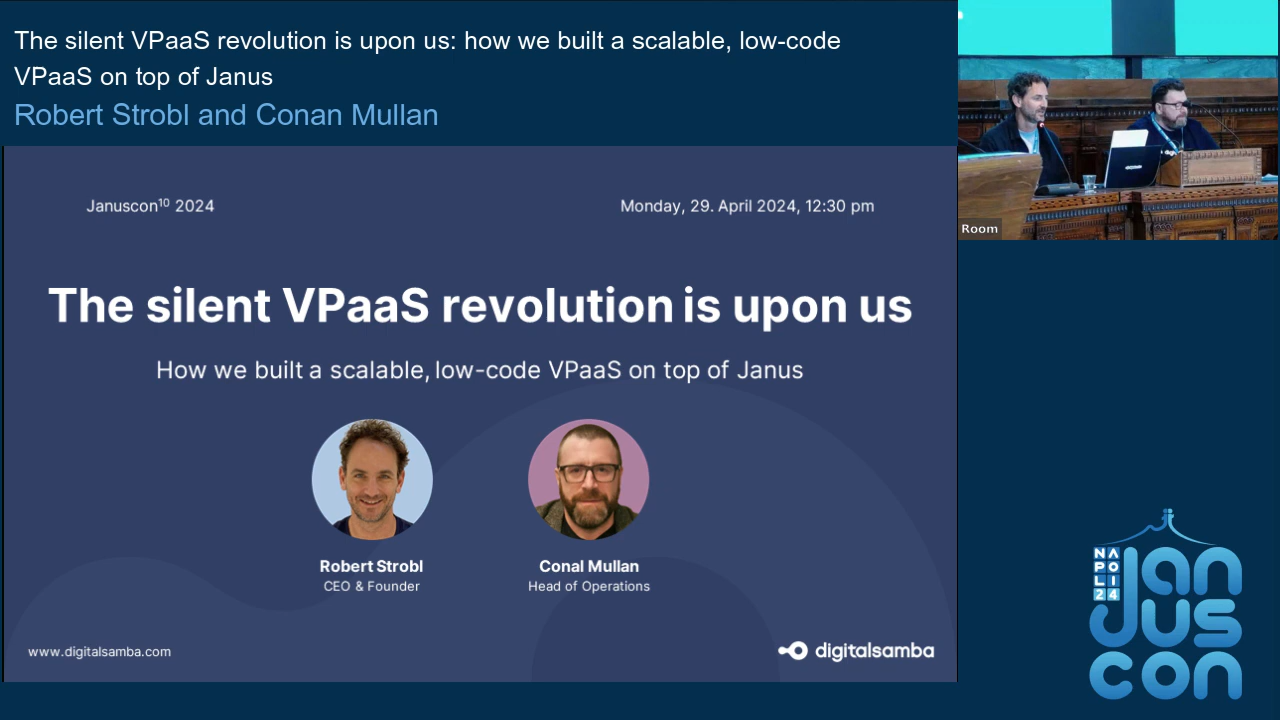 The silent VPaaS revolution is upon us: how we built a scalable, low-code
VPaaS on top of Janus
Robert Strobl and Conan Mullan
Januscon¹⁰ 2024
Monday, 29. April 2024, 12:30 pm
The silent VPaaS revolution is upon us
How we built a scalable, low-code VPaaS on top of Janus
Robert Strobl
CEO & Founder
Conal Mullan
Head of Operations
www.digitalsamba.com
digitalsamba
Room
NAPOLI24
Janus
con